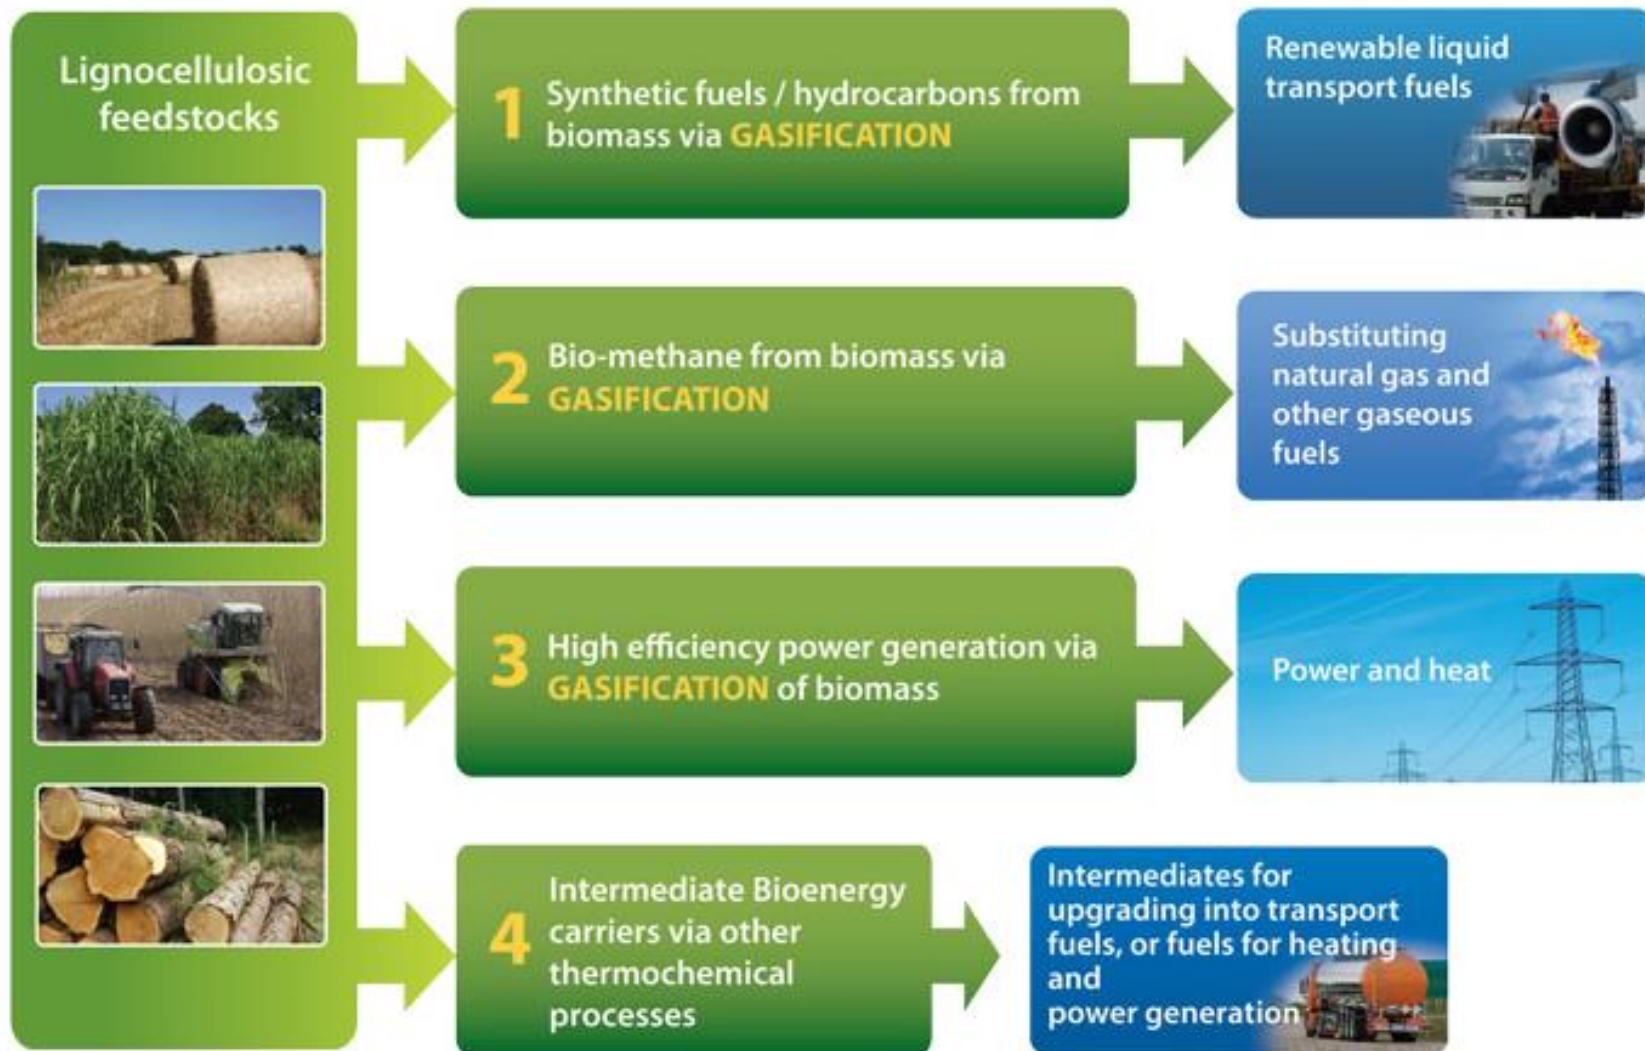 Lignocellulosic
feedstocks
1
Synthetic fuels / hydrocarbons from
biomass via GASIFICATION
Renewable liquid
transport fuels
2
Bio-methane from biomass via
GASIFICATION
Substituting
natural gas and
other gaseous
fuels
3
High efficiency power generation via
GASIFICATION of biomass
Power and heat
4
Intermediate Bioenergy
carriers via other
thermochemical
processes
Intermediates for
upgrading into transport
fuels, or fuels for heating
and
power generation